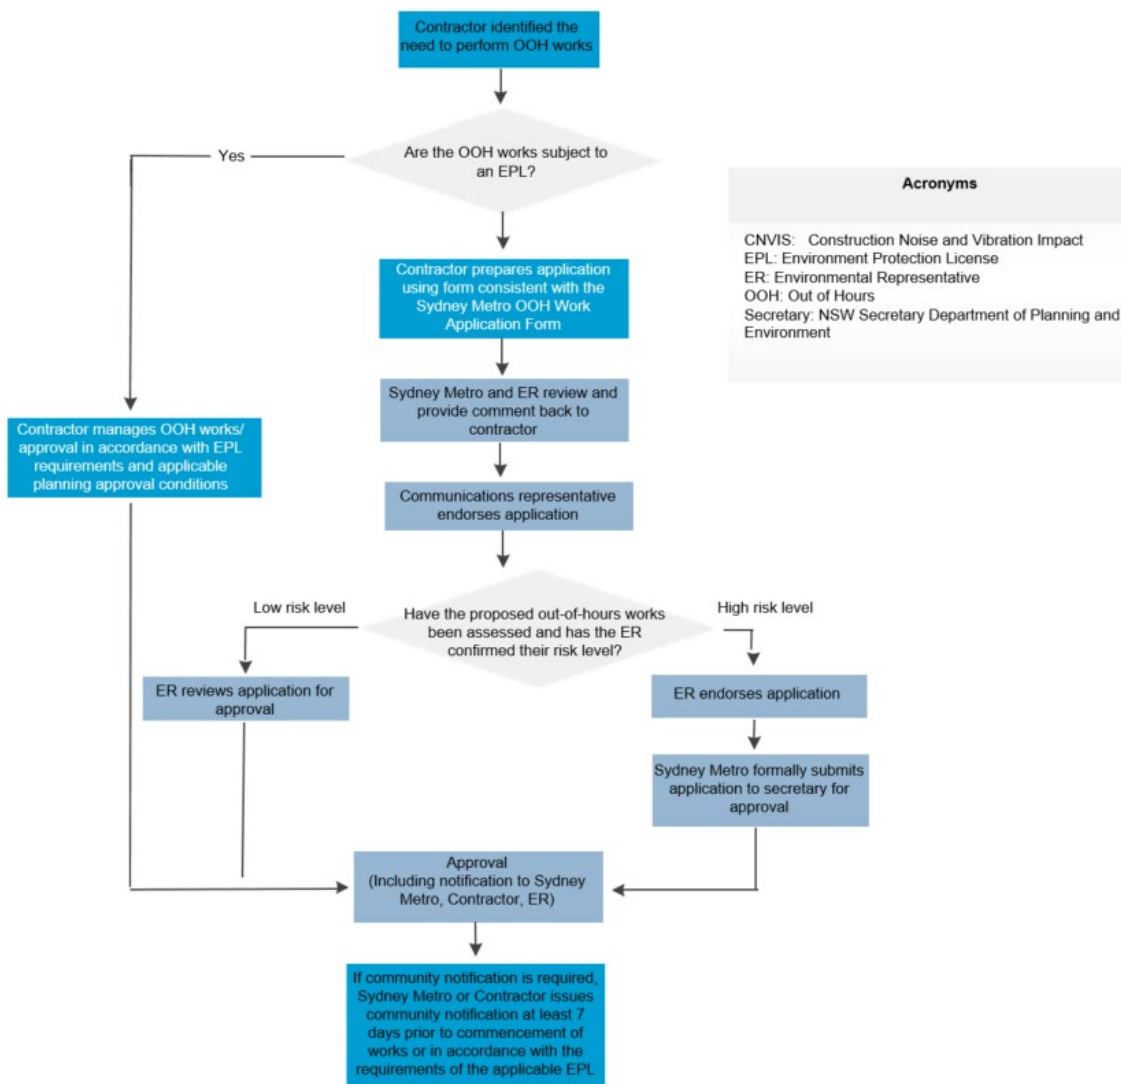 Contractor identified the
need to perform OOH works
Yes
Are the OOH works subject to
an EPL?
Acronyms
CNVIS: Construction Noise and Vibration Impact
EPL: Environment Protection License
ER: Environmental Representative
OOH: Out of Hours
Secretary: NSW Secretary Department of Planning and
Environment
Contractor prepares application
using form consistent with the
Sydney Metro OOH Work
Application Form
Sydney Metro and ER review and
provide comment back to
contractor
Contractor manages OOH works/
approval in accordance with EPL
requirements and applicable
planning approval conditions
Communications representative
endorses application
Low risk level
Have the proposed out-of-hours works
been assessed and has the ER
confirmed their risk level?
High risk level
ER reviews application for
approval
ER endorses application
Sydney Metro formally submits
application to secretary for
approval
Approval
(Including notification to Sydney
Metro, Contractor, ER)
If community notification is required,
Sydney Metro or Contractor issues
community notification at least 7
days prior to commencement of
works or in accordance with the
requirements of the applicable EPL